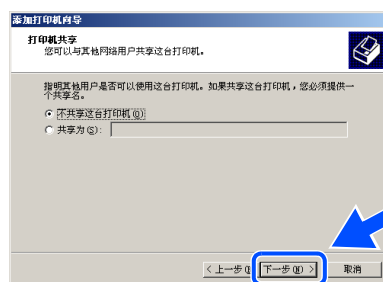 添加打印机向导
打印机共享
您可以与其他网络用户共享这台打印机。
指明其他用户是否可以使用这台打印机。如果共享这台打印机，您必须提供一
个共享名。
不共享这台打印机(O)
共享为(S):
< 上一步(B 下一步(N) > 取消